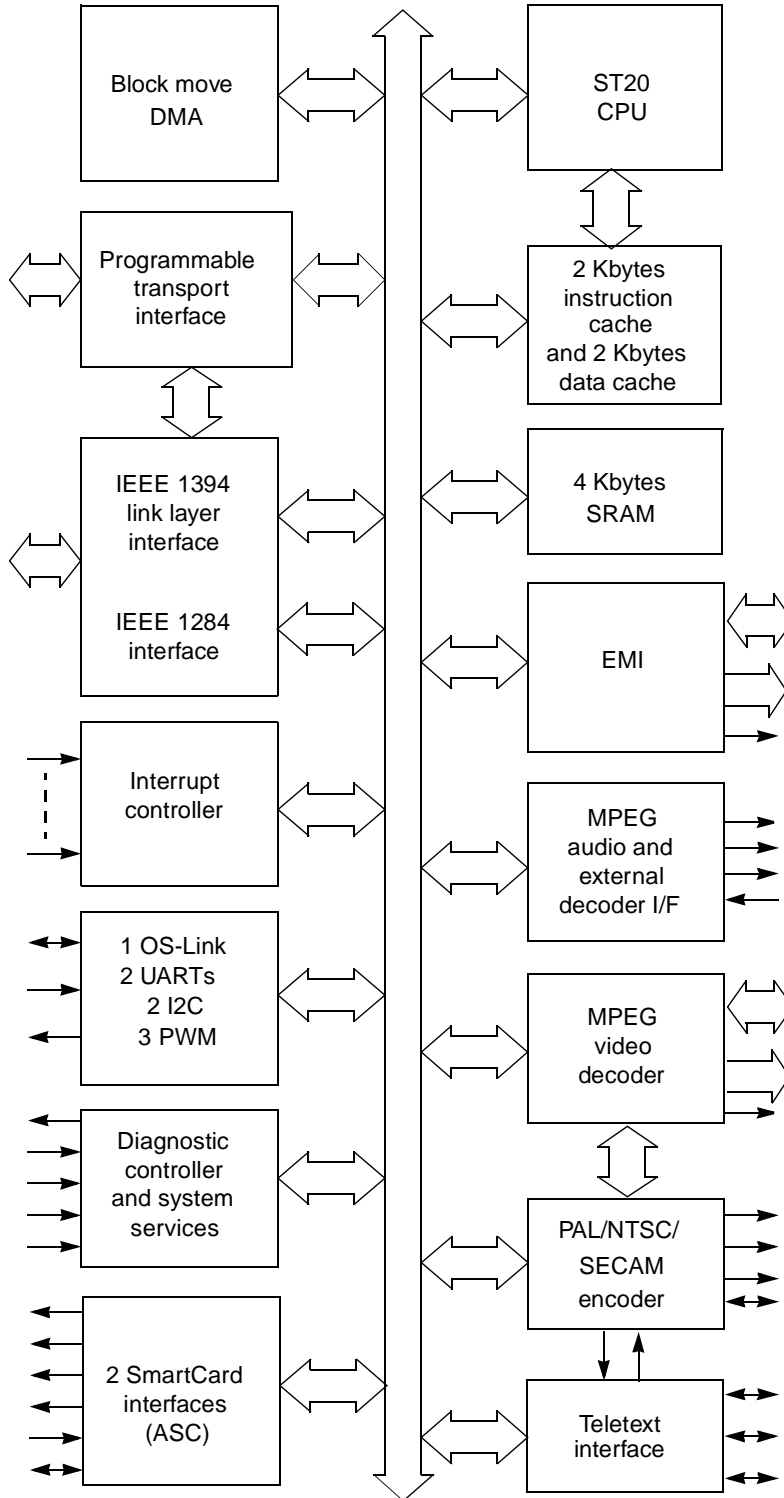 Block move
DMA
Programmable
transport
interface
IEEE 1394
link layer
interface
IEEE 1284
interface
Interrupt
controller
1 OS-Link
2 UARTs
2 I2C
3 PWM
Diagnostic
controller
and system
services
2 SmartCard
interfaces
(ASC)
ST20
CPU
2 Kbytes
instruction
cache
and 2 Kbytes
data cache
4 Kbytes
SRAM
EMI
MPEG
audio and
external
decoder I/F
MPEG
video
decoder
PAL/NTSC/
SECAM
encoder
Teletext
interface